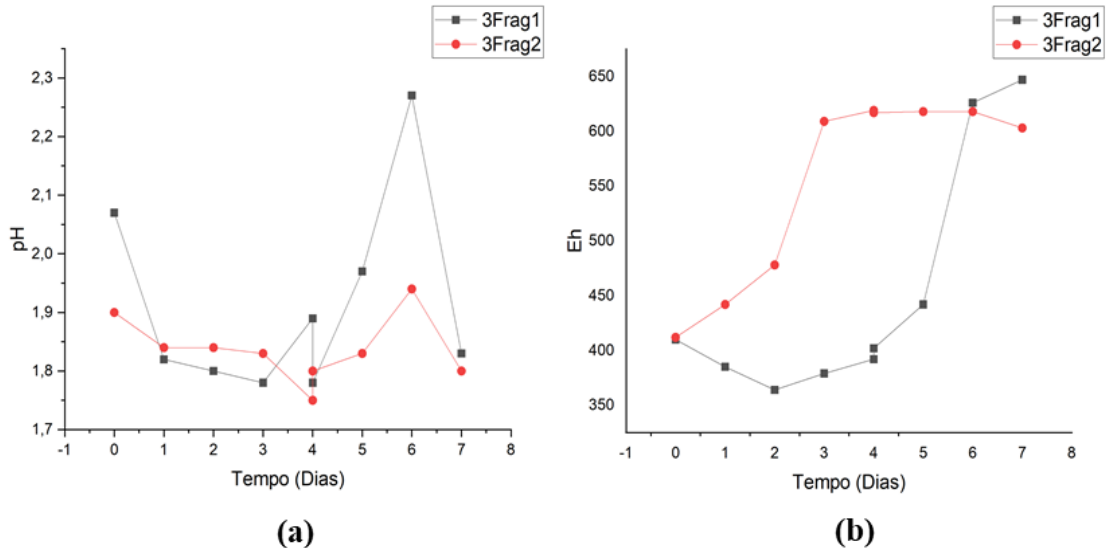 3Frag1
3Frag2
2,3
2,2
2,1
2,0
1,9
1,8
1,7
pH
-1 0 1 2 3 4 5 6 7 8
Tempo (Dias)
(a)
3Frag1
3Frag2
650
600
550
500
450
400
350
Eh
-1 0 1 2 3 4 5 6 7 8
Tempo (Dias)
(b)